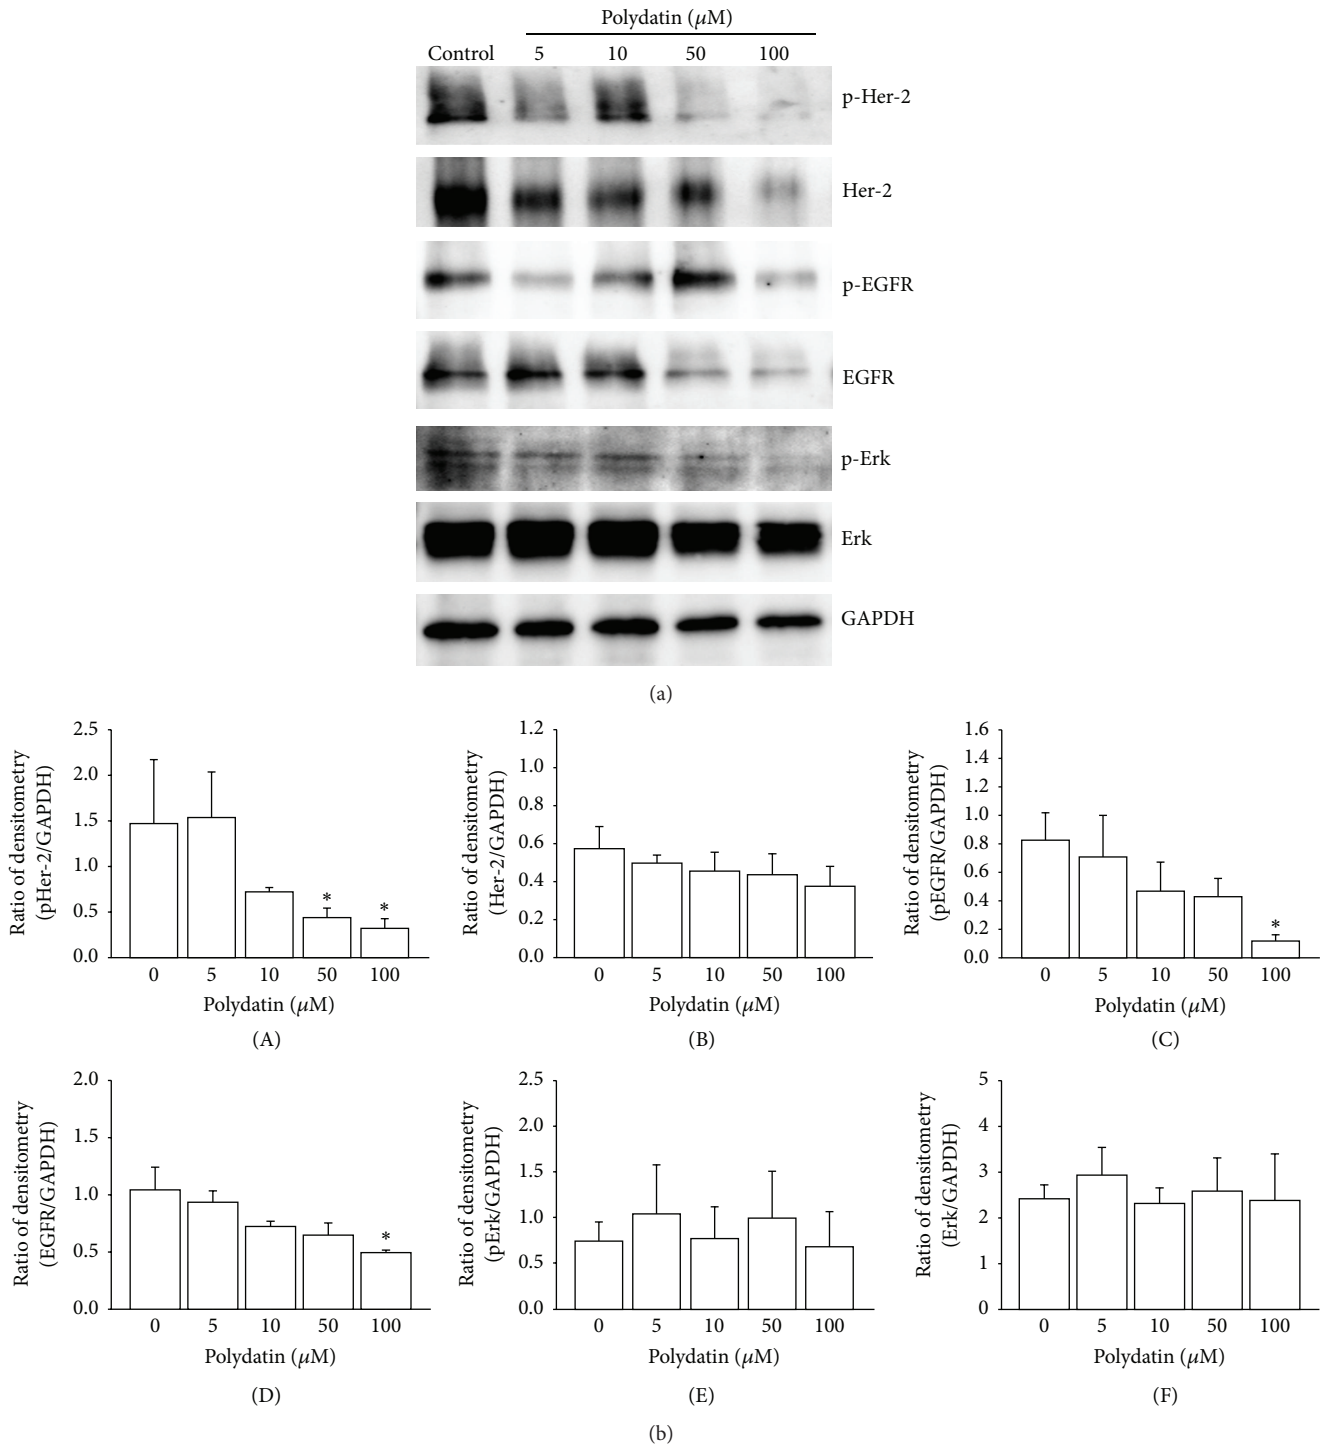 Polydatin (μM)
Control 5 10 50 100
p-Her-2
Her-2
p-EGFR
EGFR
p-Erk
Erk
GAPDH
(a)
Ratio of densitometry
(pHer-2/GAPDH)
2.5
2.0
1.5
1.0
0.5
0.0
* *
0 5 10 50 100
Polydatin (μM)
(A)
Ratio of densitometry
(Her-2/GAPDH)
1.2
1.0
0.8
0.6
0.4
0.2
0.0
0 5 10 50 100
Polydatin (μM)
(B)
Ratio of densitometry
(pEGFR/GAPDH)
1.6
1.4
1.2
1.0
0.8
0.6
0.4
0.2
0.0
*
0 5 10 50 100
Polydatin (μM)
(C)
Ratio of densitometry
(EGFR/GAPDH)
2.0
1.5
1.0
0.5
0.0
*
0 5 10 50 100
Polydatin (μM)
(D)
Ratio of densitometry
(pErk/GAPDH)
2.5
2.0
1.5
1.0
0.5
0.0
0 5 10 50 100
Polydatin (μM)
(E)
Ratio of densitometry
(Erk/GAPDH)
5
4
3
2
1
0
0 5 10 50 100
Polydatin (μM)
(F)
(b)